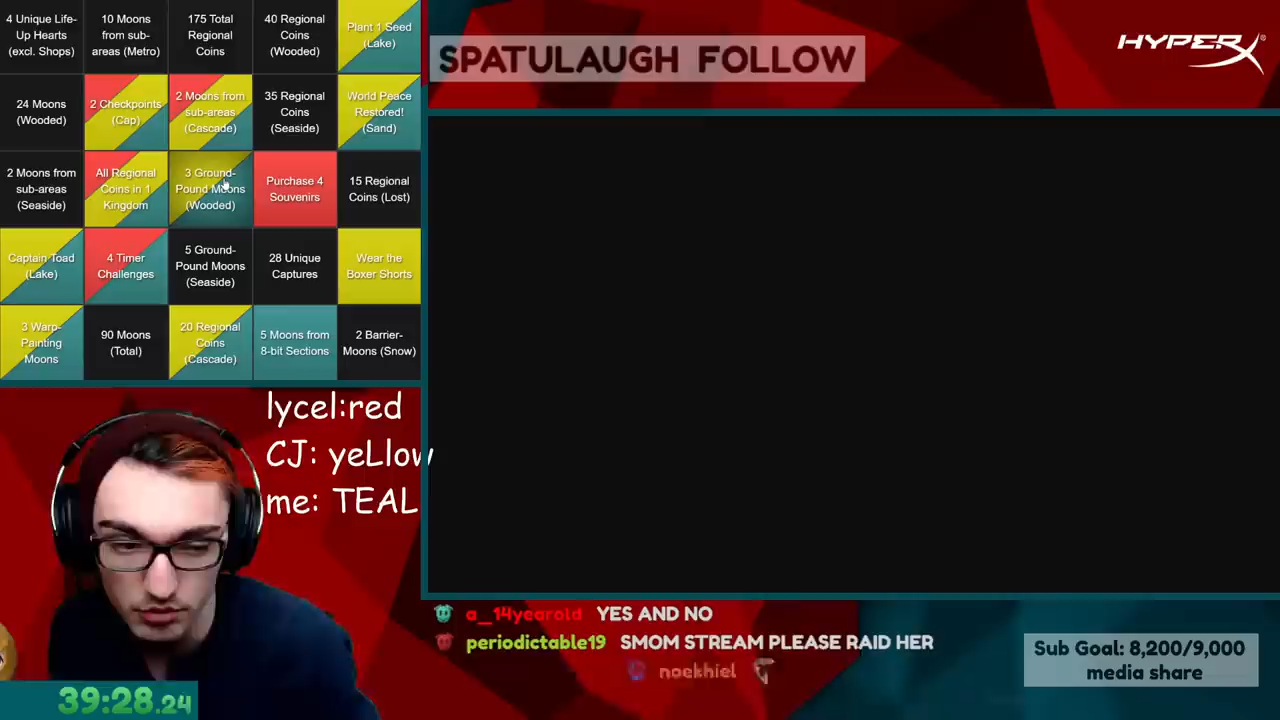 4 Unique Life-
Up Hearts
(excl. Shops)
10 Moons
from sub-
areas (Metro)
175 Total
Regional
Coins
40 Regional
Coins
(Wooded)
Plant 1 Seed
(Lake)
24 Moons
(Wooded)
2 Checkpoints
(Cap)
2 Moons from
sub-areas
(Cascade)
35 Regional
Coins
(Seaside)
World Peace
Restored!
(Sand)
2 Moons from
sub-areas
(Seaside)
All Regional
Coins in 1
Kingdom
3 Ground-
Pound Moons
(Wooded)
Purchase 4
Souvenirs
15 Regional
Coins (Lost)
Captain Toad
(Lake)
4 Timer
Challenges
5 Ground-
Pound Moons
(Seaside)
28 Unique
Captures
Wear the
Boxer Shorts
3 Warp-
Painting
Moons
90 Moons
(Total)
20 Regional
Coins
(Cascade)
5 Moons from
8-bit Sections
2 Barrier-
Moons (Snow)
SPATULAUGH FOLLOW
HYPERX
lycel:red
CJ: yeLlow
me: TEAL
a_14yearold YES AND NO
periodictable19 SMOM STREAM PLEASE RAID HER
noekhiel
Sub Goal: 8,200/9,000
media share
39:28.24